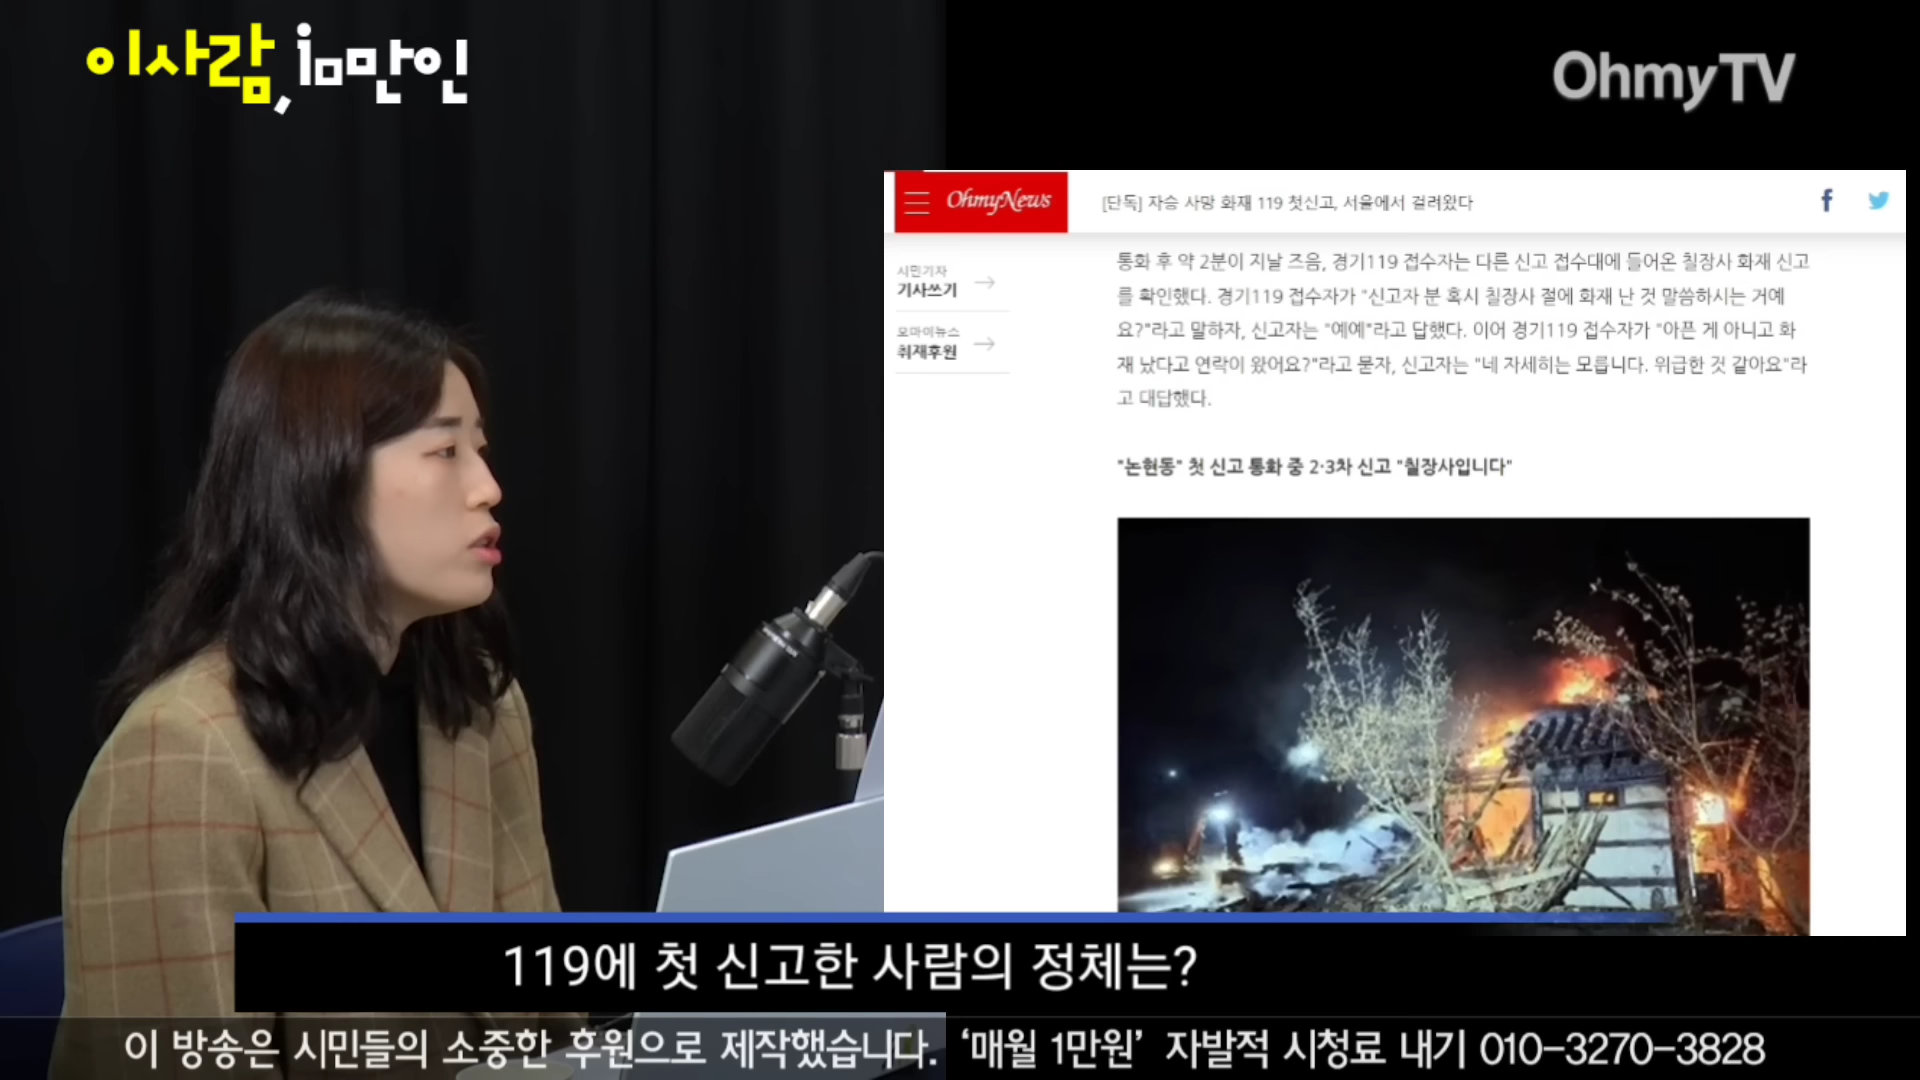 이사람, 10만인
OhmyTV
OhmyNews
[단독] 자승 사망 화재 119 첫신고, 서울에서 걸려왔다
시민기자
기사쓰기
오마이뉴스
취재후원
통화 후 약 2분이 지날 즈음, 경기119 접수자는 다른 신고 접수대에 들어온 칠장사 화재 신고
를 확인했다. 경기119 접수자가 "신고자 분 혹시 칠장사 절에 화재 난 것 말씀하시는 거예
요?"라고 말하자, 신고자는 "예예"라고 답했다. 이어 경기119 접수자가 "아픈 게 아니고 화
재 났다고 연락이 왔어요?"라고 묻자, 신고자는 "네 자세히는 모릅니다. 위급한 것 같아요"라
고 대답했다.
"논현동" 첫 신고 통화 중 2·3차 신고 "칠장사입니다"
119에 첫 신고한 사람의 정체는?
이 방송은 시민들의 소중한 후원으로 제작했습니다. ‘매월 1만원’ 자발적 시청료 내기 010-3270-3828